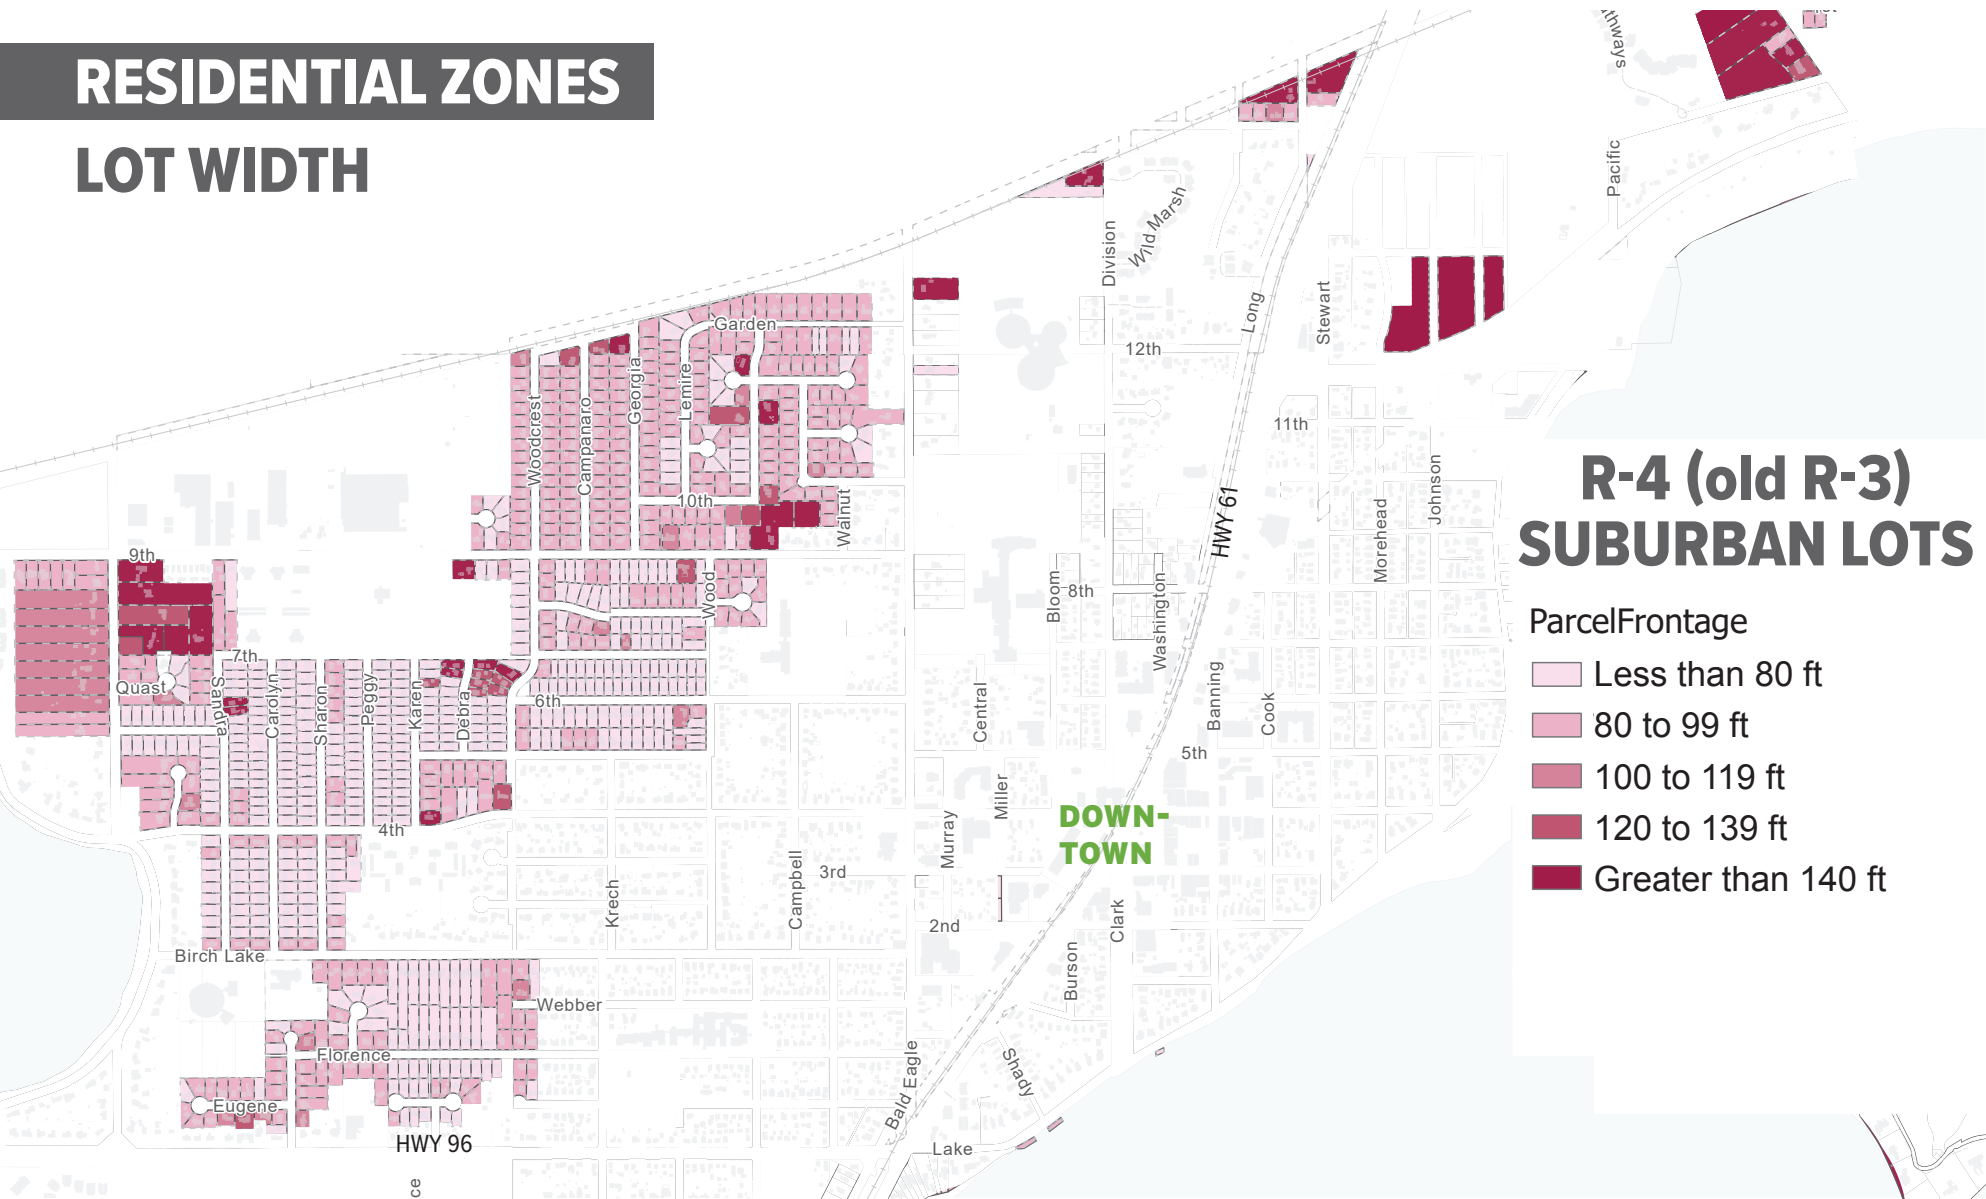 RESIDENTIAL ZONES
LOT WIDTH
thways
Pacific
Division
Wild Marsh
Long
Stewart
Garden
12th
Georgia
Lemire
Woodcrest
Campanaro
11th
Johnson
R-4 (old R-3)
SUBURBAN LOTS
10th
Walnut
HWY 61
Morehead
9th
Wood
Bloom
8th
Washington
ParcelFrontage
Less than 80 ft
80 to 99 ft
100 to 119 ft
120 to 139 ft
Greater than 140 ft
7th
Quast
Sandra
Carolyn
Sharon
Peggy
Karen
Debra
6th
Central
Banning
Cook
5th
Miller
Murray
DOWN-
TOWN
4th
3rd
Campbell
Krech
2nd
Clark
Burson
Birch Lake
Webber
Florence
Shady
Bald Eagle
Eugene
HWY 96
Lake
ce